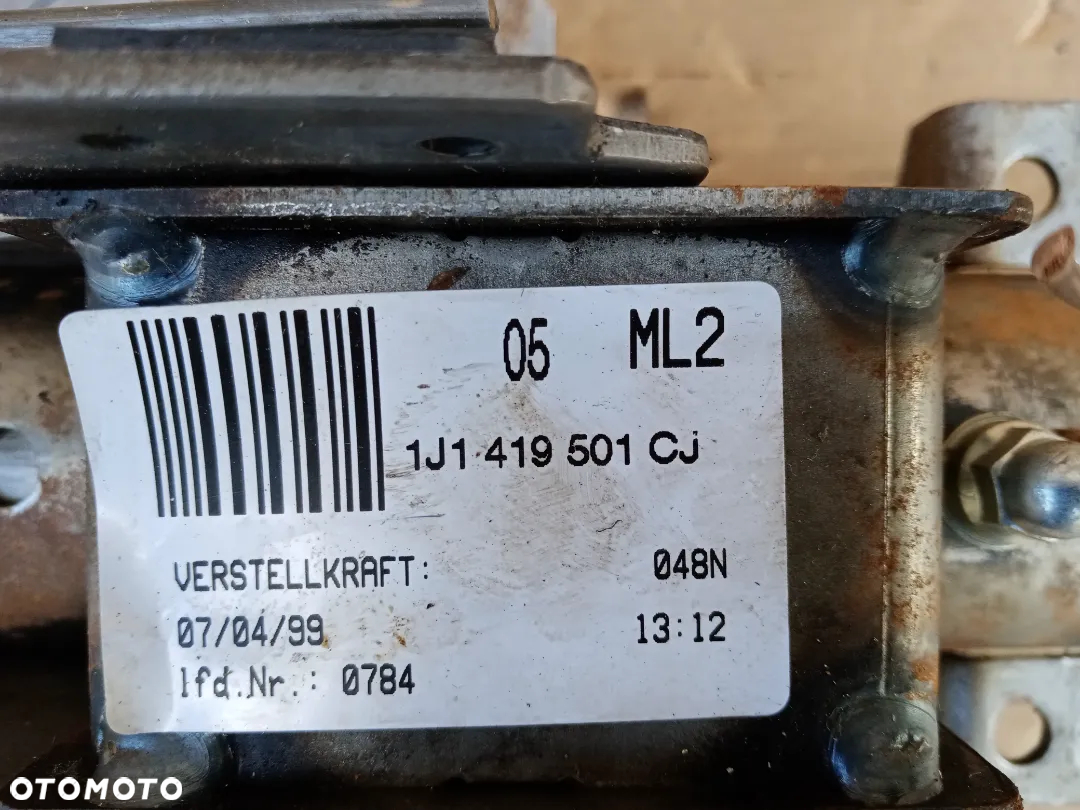 05 ML2
1J1 419 501 Cj
VERSTELLKRAFT: 048N
07/04/99 13:12
lfd.Nr.: 0784
OTOMOTO